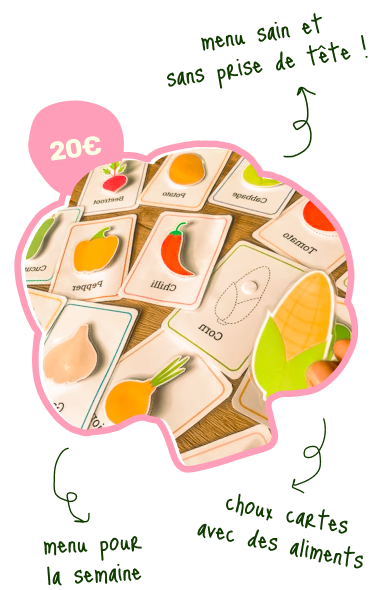 menu sain et
sans prise de tête !
20€
Beetroot
Potato
Cabbage
Tomato
Cucu
Pepper
Chilli
Corn
G
menu pour
la semaine
choux cartes
avec des aliments